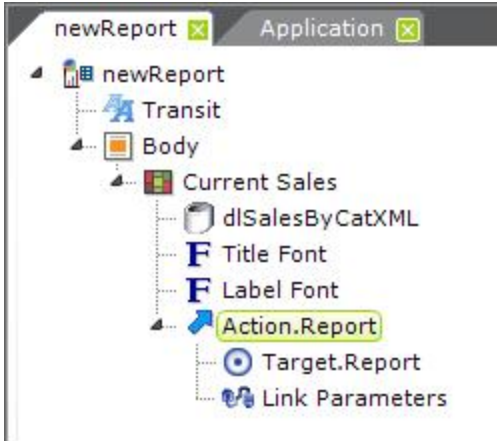 newReport Application
newReport
Transit
Body
Current Sales
dlSalesByCatXML
Title Font
Label Font
Action.Report
Target.Report
Link Parameters